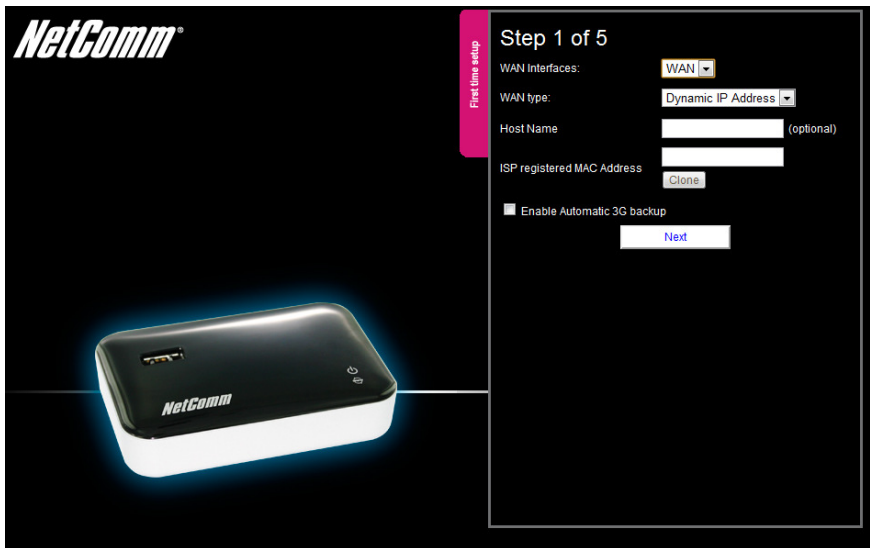 NetComm®
First time setup
Step 1 of 5
WAN Interfaces: WAN
WAN type: Dynamic IP Address
Host Name (optional)
ISP registered MAC Address
Clone
Enable Automatic 3G backup
Next
NetComm